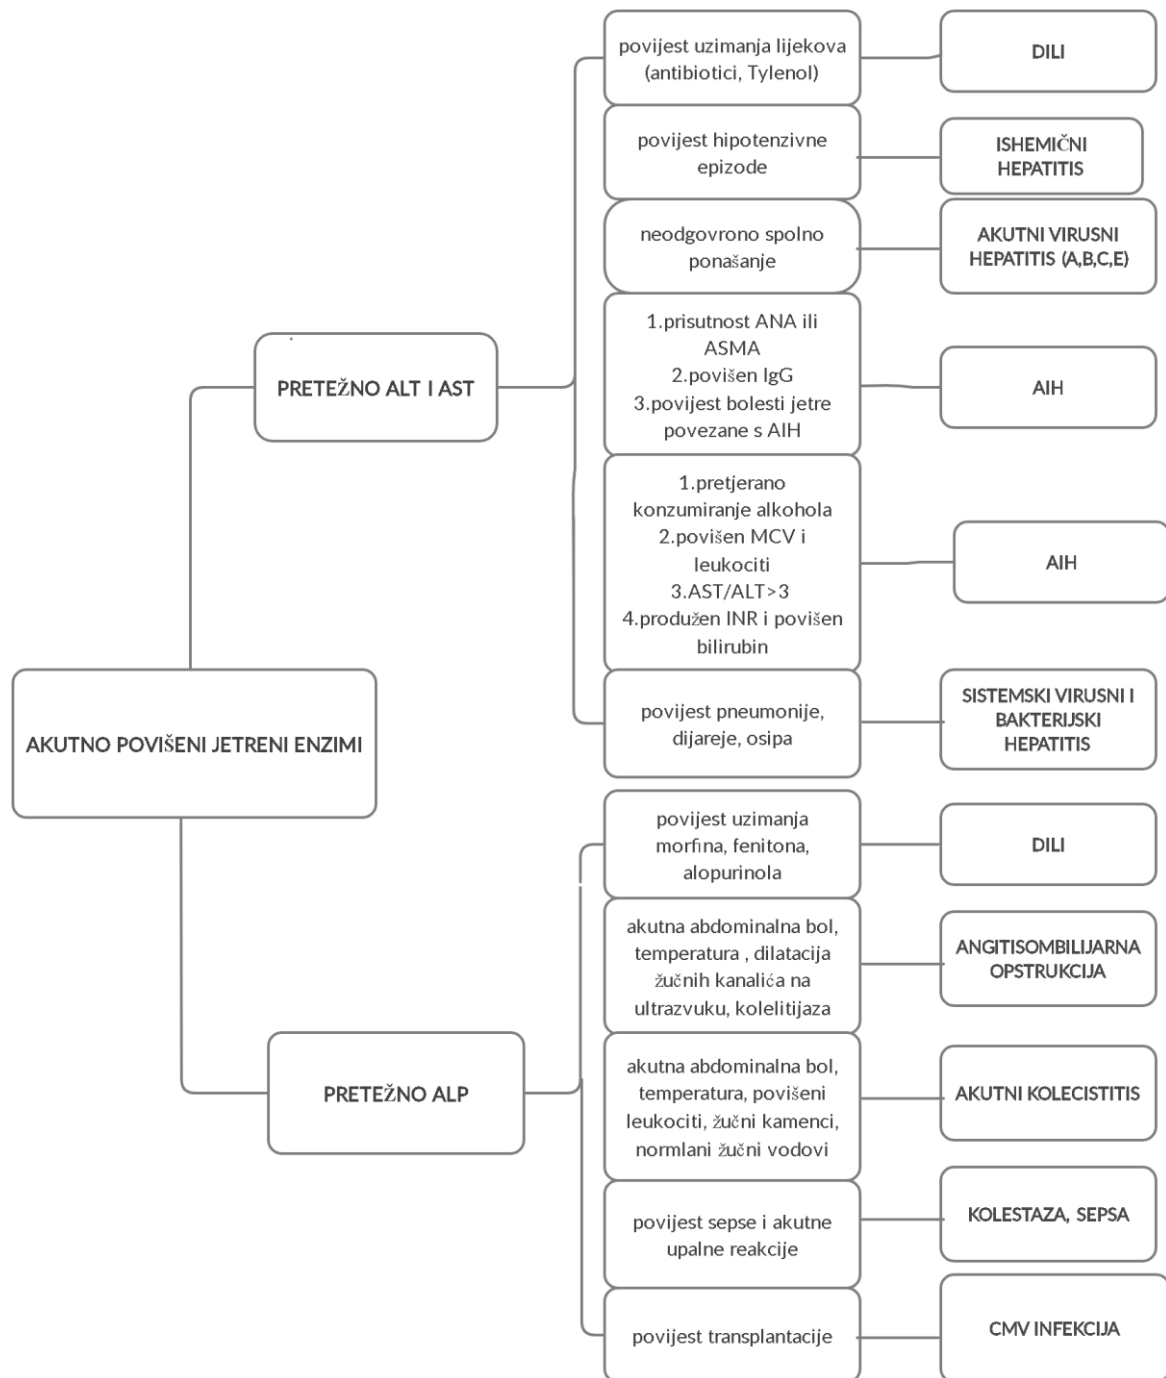 povijest uzimanja lijekova
(antibiotici, Tylenol)
DILI
povijest hipotenzivne
epizode
ISHEMIČNI
HEPATITIS
neodgovrono spolno
ponašanje
AKUTNI VIRUSNI
HEPATITIS (A,B,C,E)
PRETEŽNO ALT I AST
1.prisutnost ANA ili
ASMA
2.povišen IgG
3.povijest bolesti jetre
povezane s AIH
AIH
1.pretjerano
konzumiranje alkohola
2.povišen MCV i
leukociti
3.AST/ALT>3
4.produžen INR i povišen
bilirubin
AIH
AKUTNO POVIŠENI JETRENI ENZIMI
povijest pneumonije,
dijareje, osipa
SISTEMSKI VIRUSNI I
BAKTERIJSKI
HEPATITIS
povijest uzimanja
morfina, fenitona,
alopurinola
DILI
akutna abdominalna bol,
temperatura , dilatacija
žučnih kanalića na
ultrazvuku, kolelitijaza
ANGITISOMBILIJARNA
OPSTRUKCIJA
PRETEŽNO ALP
akutna abdominalna bol,
temperatura, povišeni
leukociti, žučni kamenci,
normlani žučni vodovi
AKUTNI KOLECISTITIS
povijest sepse i akutne
upalne reakcije
KOLESTAZA, SEPSA
povijest transplantacije
CMV INFEKCIJA